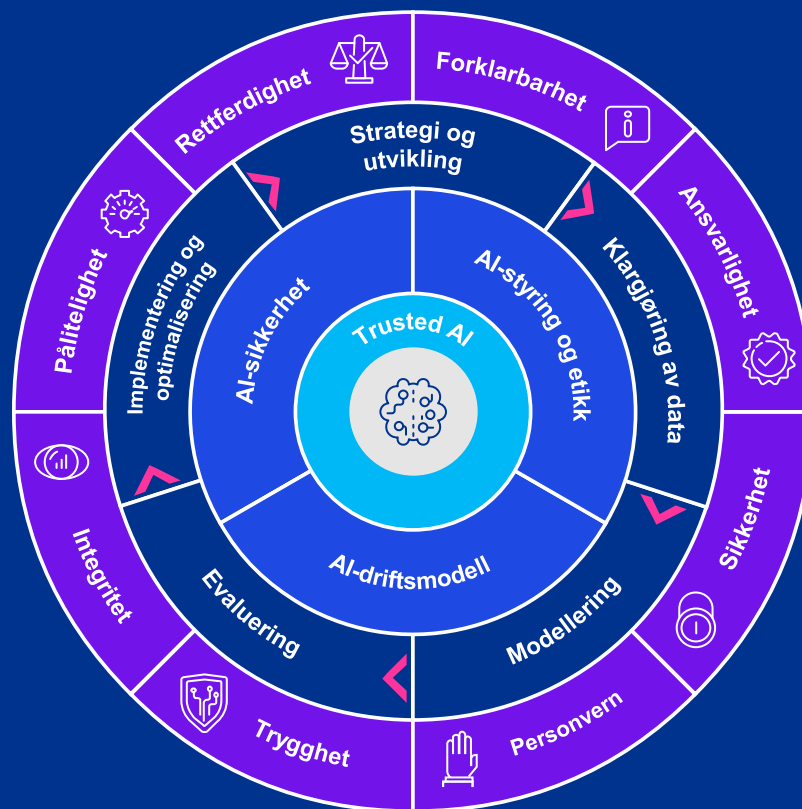 Rettferdighet
Forklarbarhet
Ansvarlighet
Sikkerhet
Personvern
Trygghet
Integritet
Pålitelighet
Strategi og
utvikling
Klargjøring av data
Modellering
Evaluering
Implementering og
optimalisering
AI-sikkerhet
AI-styring og etikk
AI-driftsmodell
Trusted AI